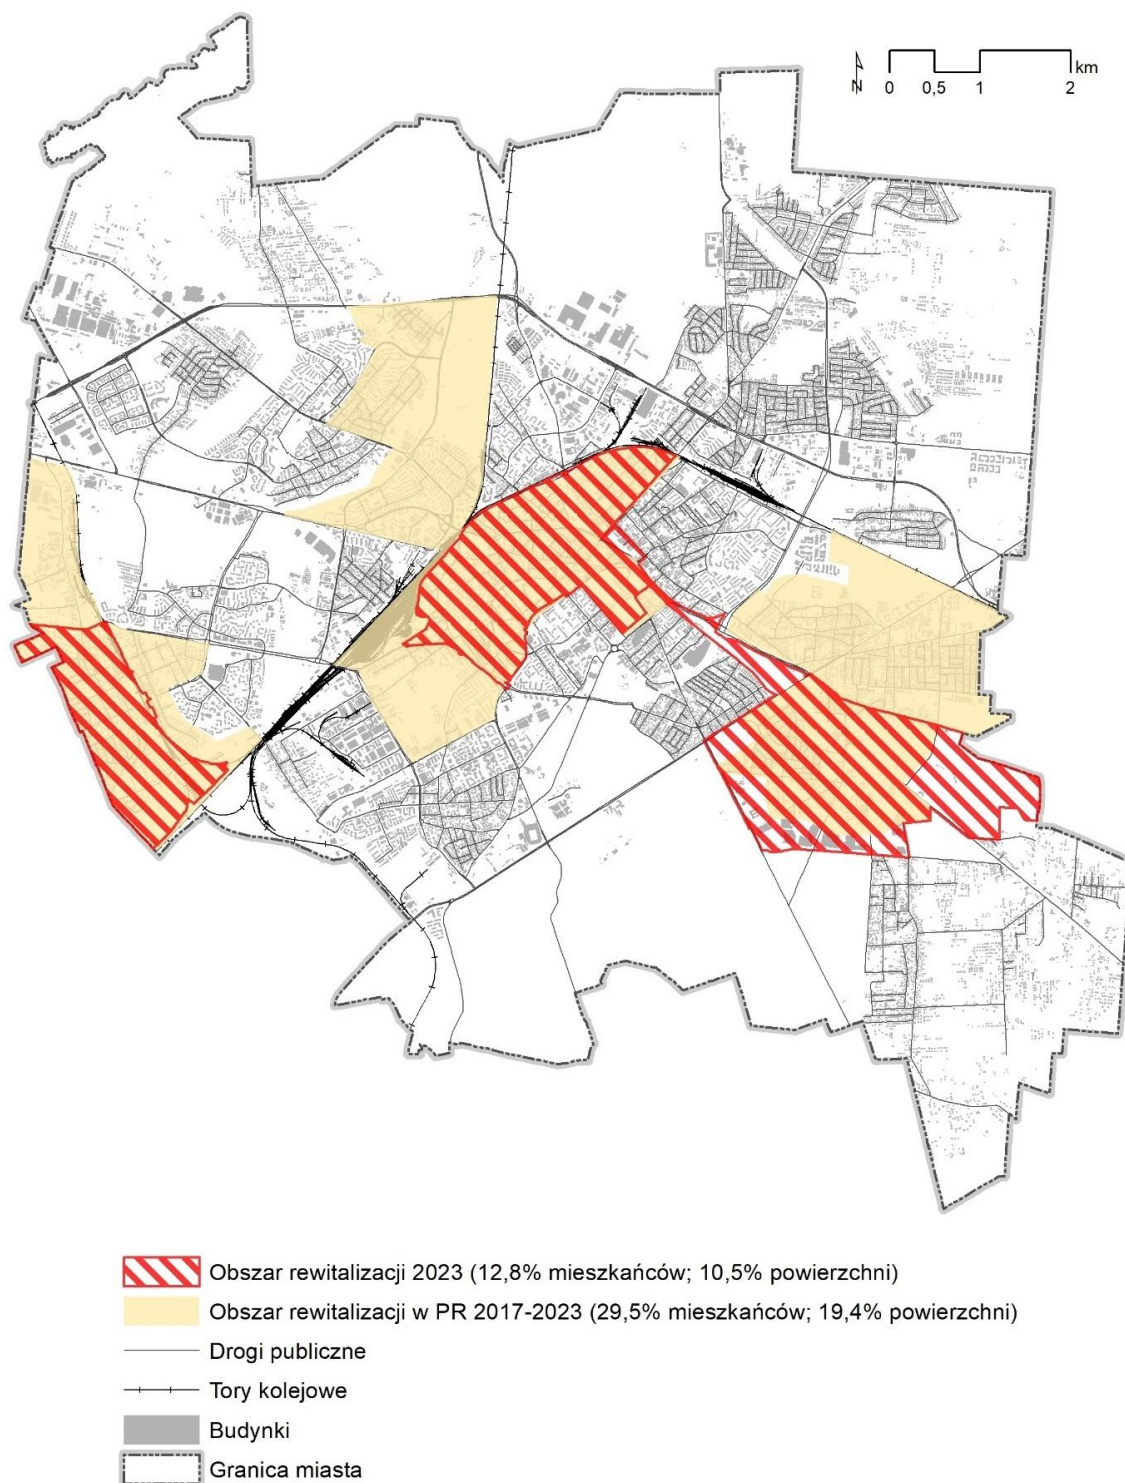 N
0 0,5 1 2
km
Obszar rewitalizacji 2023 (12,8% mieszkańców; 10,5% powierzchni)
Obszar rewitalizacji w PR 2017-2023 (29,5% mieszkańców; 19,4% powierzchni)
Drogi publiczne
Tory kolejowe
Budynki
Granica miasta